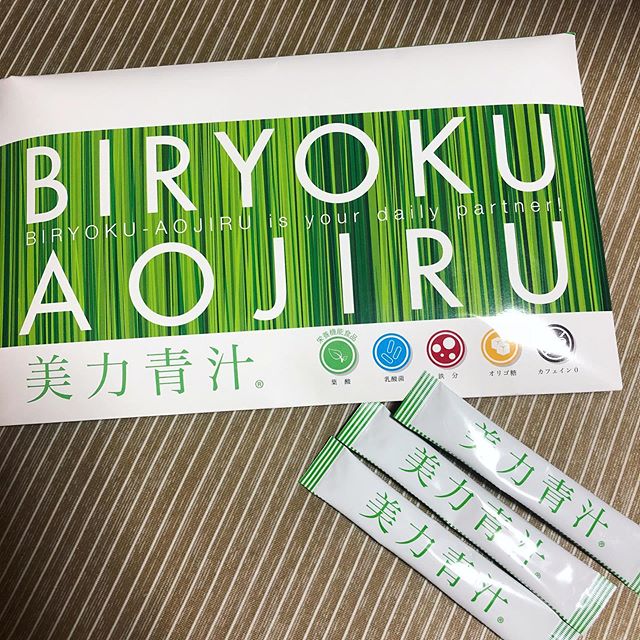 BIRYOKU
BIRYOKU-AOJIRU is your daily partner!
AOJIRU
美力青汁®
栄養機能食品
葉酸
乳酸菌
鉄分
オリゴ糖
カフェイン0
美力青汁®
美力青汁®
美力青汁®